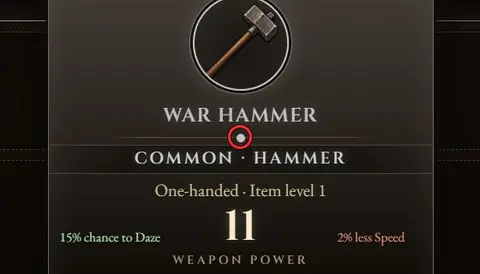 WAR HAMMER
COMMON · HAMMER
One-handed · Item level 1
11
15% chance to Daze
2% less Speed
WEAPON POWER